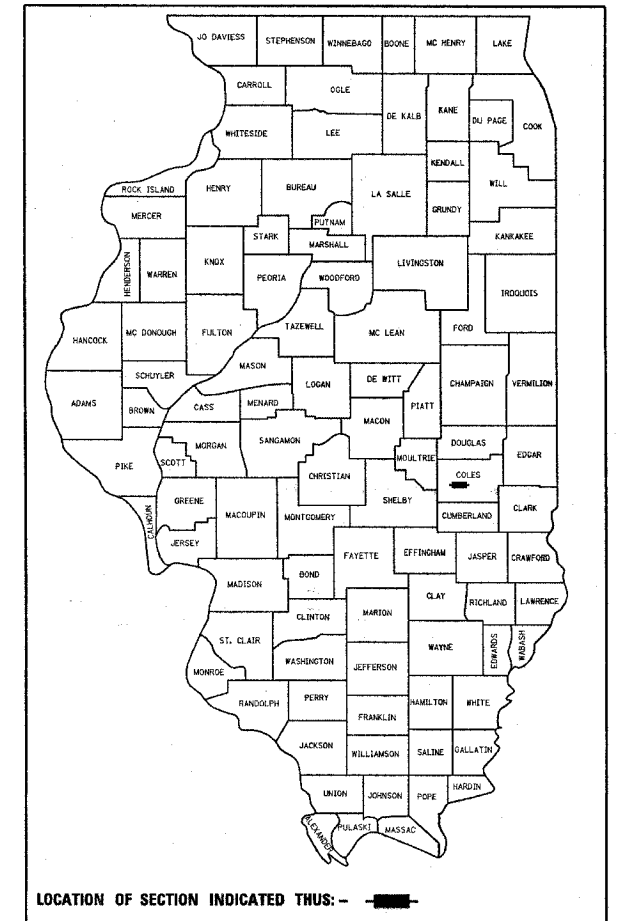 JO DAVIESS STEPHENSON WINNEBAGO BOONE MC HENRY LAKE
CARROLL OGLE DE KALB KANE DU PAGE COOK
WHITESIDE LEE
KENDALL WILL
ROCK ISLAND HENRY BUREAU LA SALLE GRUNDY
MERCER PUTNAM
STARK MARSHALL KANKAKEE
HENDERSON WARREN KNOX PEORIA WOODFORD LIVINGSTON IROQUOIS
HANCOCK MC DONOUGH FULTON TAZEWELL MC LEAN FORD
MASON
SCHUYLER LOGAN DE WITT CHAMPAIGN VERMILION
ADAMS BROWN CASS MENARD MACON PIATT
MORGAN SANGAMON DOUGLAS
PIKE SCOTT CHRISTIAN MOULTRIE COLES EDGAR
GREENE MACOUPIN MONTGOMERY SHELBY CUMBERLAND CLARK
CALHOUN JERSEY
FAYETTE EFFINGHAM JASPER CRAWFORD
MADISON BOND
CLAY RICHLAND LAWRENCE
CLINTON MARION
ST. CLAIR WAYNE EDWARDS WABASH
MONROE WASHINGTON JEFFERSON
RANDOLPH PERRY HAMILTON WHITE
FRANKLIN
JACKSON WILLIAMSON SALINE GALLATIN
UNION JOHNSON POPE HARDIN
ALEXANDER PULASKI MASSAC
LOCATION OF SECTION INDICATED THUS: -